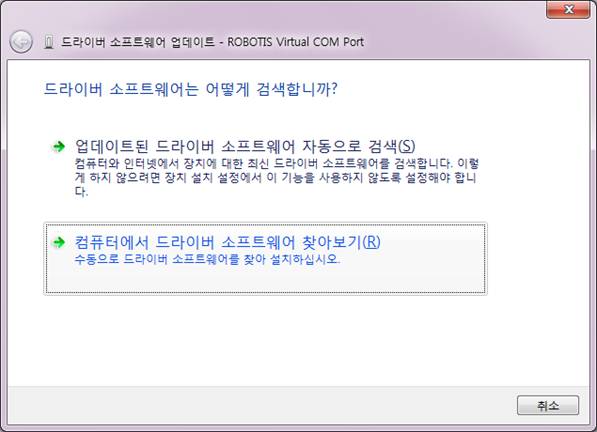 드라이버 소프트웨어 업데이트 - ROBOTIS Virtual COM Port
드라이버 소프트웨어는 어떻게 검색합니까?
업데이트된 드라이버 소프트웨어 자동으로 검색(S)
컴퓨터와 인터넷에서 장치에 대한 최신 드라이버 소프트웨어를 검색합니다. 이렇
게 하지 않으려면 장치 설치 설정에서 이 기능을 사용하지 않도록 설정해야 합니
다.
컴퓨터에서 드라이버 소프트웨어 찾아보기(R)
수동으로 드라이버 소프트웨어를 찾아 설치하십시오.
취소